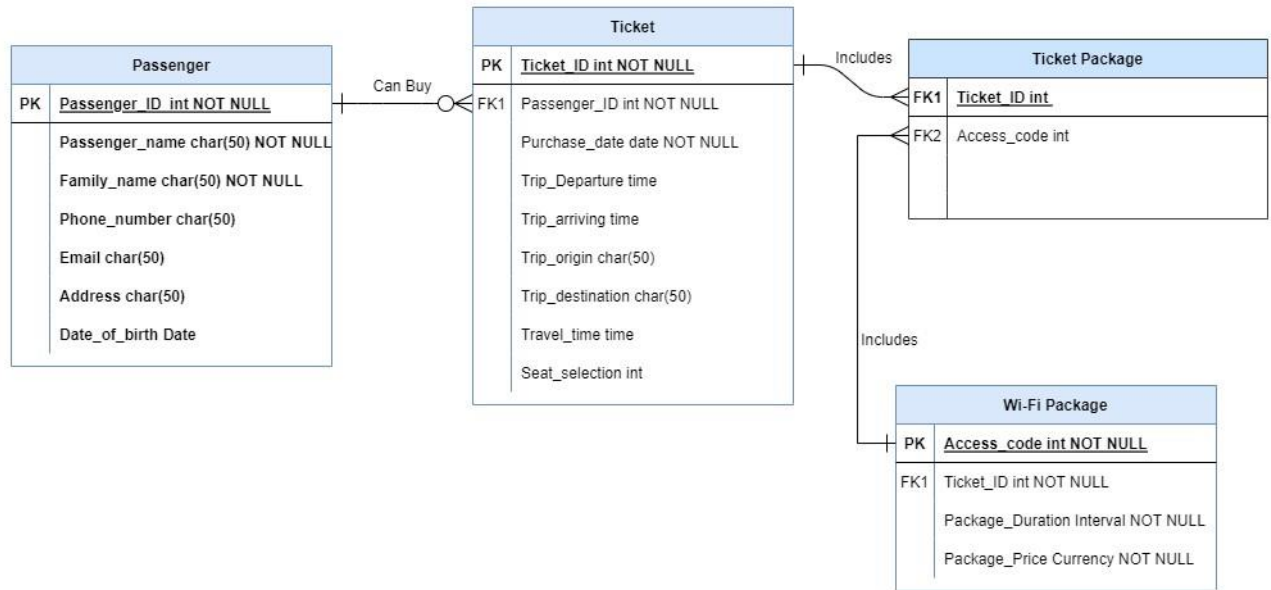 Passenger
PK Passenger_ID int NOT NULL
Passenger_name char(50) NOT NULL
Family_name char(50) NOT NULL
Phone_number char(50)
Email char(50)
Address char(50)
Date_of_birth Date
Can Buy
Ticket
PK Ticket_ID int NOT NULL
FK1 Passenger_ID int NOT NULL
Purchase_date date NOT NULL
Trip_Departure time
Trip_arriving time
Trip_origin char(50)
Trip_destination char(50)
Travel_time time
Seat_selection int
Includes
Ticket Package
FK1 Ticket_ID int
FK2 Access_code int
Includes
Wi-Fi Package
PK Access_code int NOT NULL
FK1 Ticket_ID int NOT NULL
Package_Duration Interval NOT NULL
Package_Price Currency NOT NULL